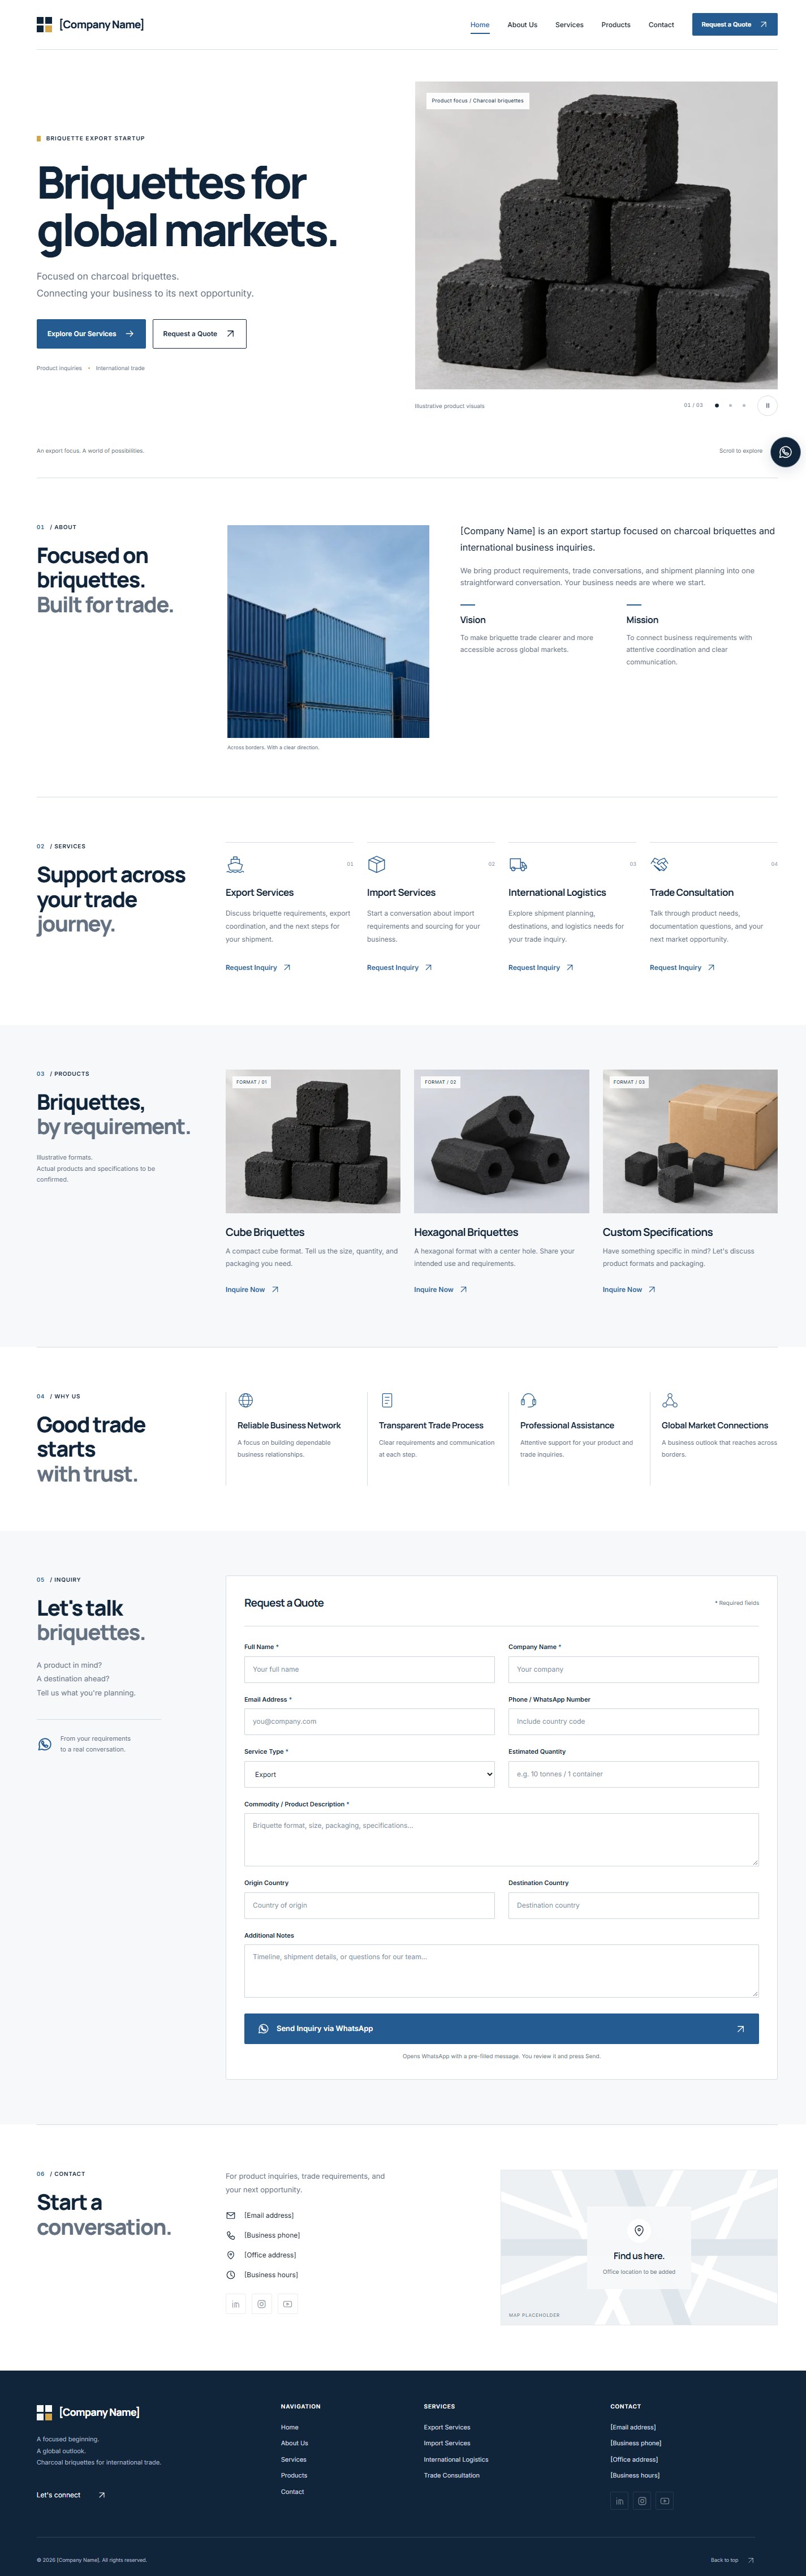 [Company Name]
Home
About Us
Services
Products
Contact
Request a Quote
BRIQUETTE EXPORT STARTUP
Briquettes for
global markets.
Focused on charcoal briquettes.
Connecting your business to its next opportunity.
Explore Our Services
Request a Quote
Product inquiries • International trade
Product focus / Charcoal briquettes
Illustrative product visuals
01 / 03
An export focus. A world of possibilities.
Scroll to explore
01 / ABOUT
Focused on
briquettes.
Built for trade.
Across borders. With a clear direction.
[Company Name] is an export startup focused on charcoal briquettes and
international business inquiries.
We bring product requirements, trade conversations, and shipment planning into one
straightforward conversation. Your business needs are where we start.
Vision
To make briquette trade clearer and more
accessible across global markets.
Mission
To connect business requirements with
attentive coordination and clear
communication.
02 / SERVICES
Support across
your trade
journey.
01
Export Services
Discuss briquette requirements, export
coordination, and the next steps for
your shipment.
Request Inquiry
02
Import Services
Start a conversation about import
requirements and sourcing for your
business.
Request Inquiry
03
International Logistics
Explore shipment planning,
destinations, and logistics needs for
your trade inquiry.
Request Inquiry
04
Trade Consultation
Talk through product needs,
documentation questions, and your
next market opportunity.
Request Inquiry
03 / PRODUCTS
Briquettes,
by requirement.
Illustrative formats.
Actual products and specifications to be
confirmed.
FORMAT / 01
Cube Briquettes
A compact cube format. Tell us the size, quantity, and
packaging you need.
Inquire Now
FORMAT / 02
Hexagonal Briquettes
A hexagonal format with a center hole. Share your
intended use and requirements.
Inquire Now
FORMAT / 03
Custom Specifications
Have something specific in mind? Let's discuss
product formats and packaging.
Inquire Now
04 / WHY US
Good trade
starts
with trust.
Reliable Business Network
A focus on building dependable
business relationships.
Transparent Trade Process
Clear requirements and communication
at each step.
Professional Assistance
Attentive support for your product and
trade inquiries.
Global Market Connections
A business outlook that reaches across
borders.
05 / INQUIRY
Let's talk
briquettes.
A product in mind?
A destination ahead?
Tell us what you're planning.
From your requirements
to a real conversation.
Request a Quote
* Required fields
Full Name *
Your full name
Company Name *
Your company
Email Address *
you@company.com
Phone / WhatsApp Number
Include country code
Service Type *
Export
Estimated Quantity
e.g. 10 tonnes / 1 container
Commodity / Product Description *
Briquette format, size, packaging, specifications...
Origin Country
Country of origin
Destination Country
Destination country
Additional Notes
Timeline, shipment details, or questions for our team...
Send Inquiry via WhatsApp
Opens WhatsApp with a pre-filled message. You review it and press Send.
06 / CONTACT
Start a
conversation.
For product inquiries, trade requirements, and
your next opportunity.
[Email address]
[Business phone]
[Office address]
[Business hours]
in
Find us here.
Office location to be added
MAP PLACEHOLDER
[Company Name]
A focused beginning.
A global outlook.
Charcoal briquettes for international trade.
Let's connect
NAVIGATION
Home
About Us
Services
Products
Contact
SERVICES
Export Services
Import Services
International Logistics
Trade Consultation
CONTACT
[Email address]
[Business phone]
[Office address]
[Business hours]
in
© 2026 [Company Name]. All rights reserved.
Back to top